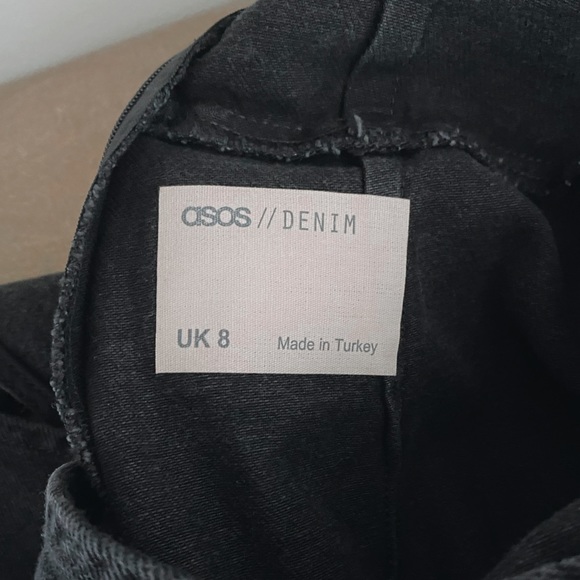 asos // DENIM
UK 8
Made in Turkey